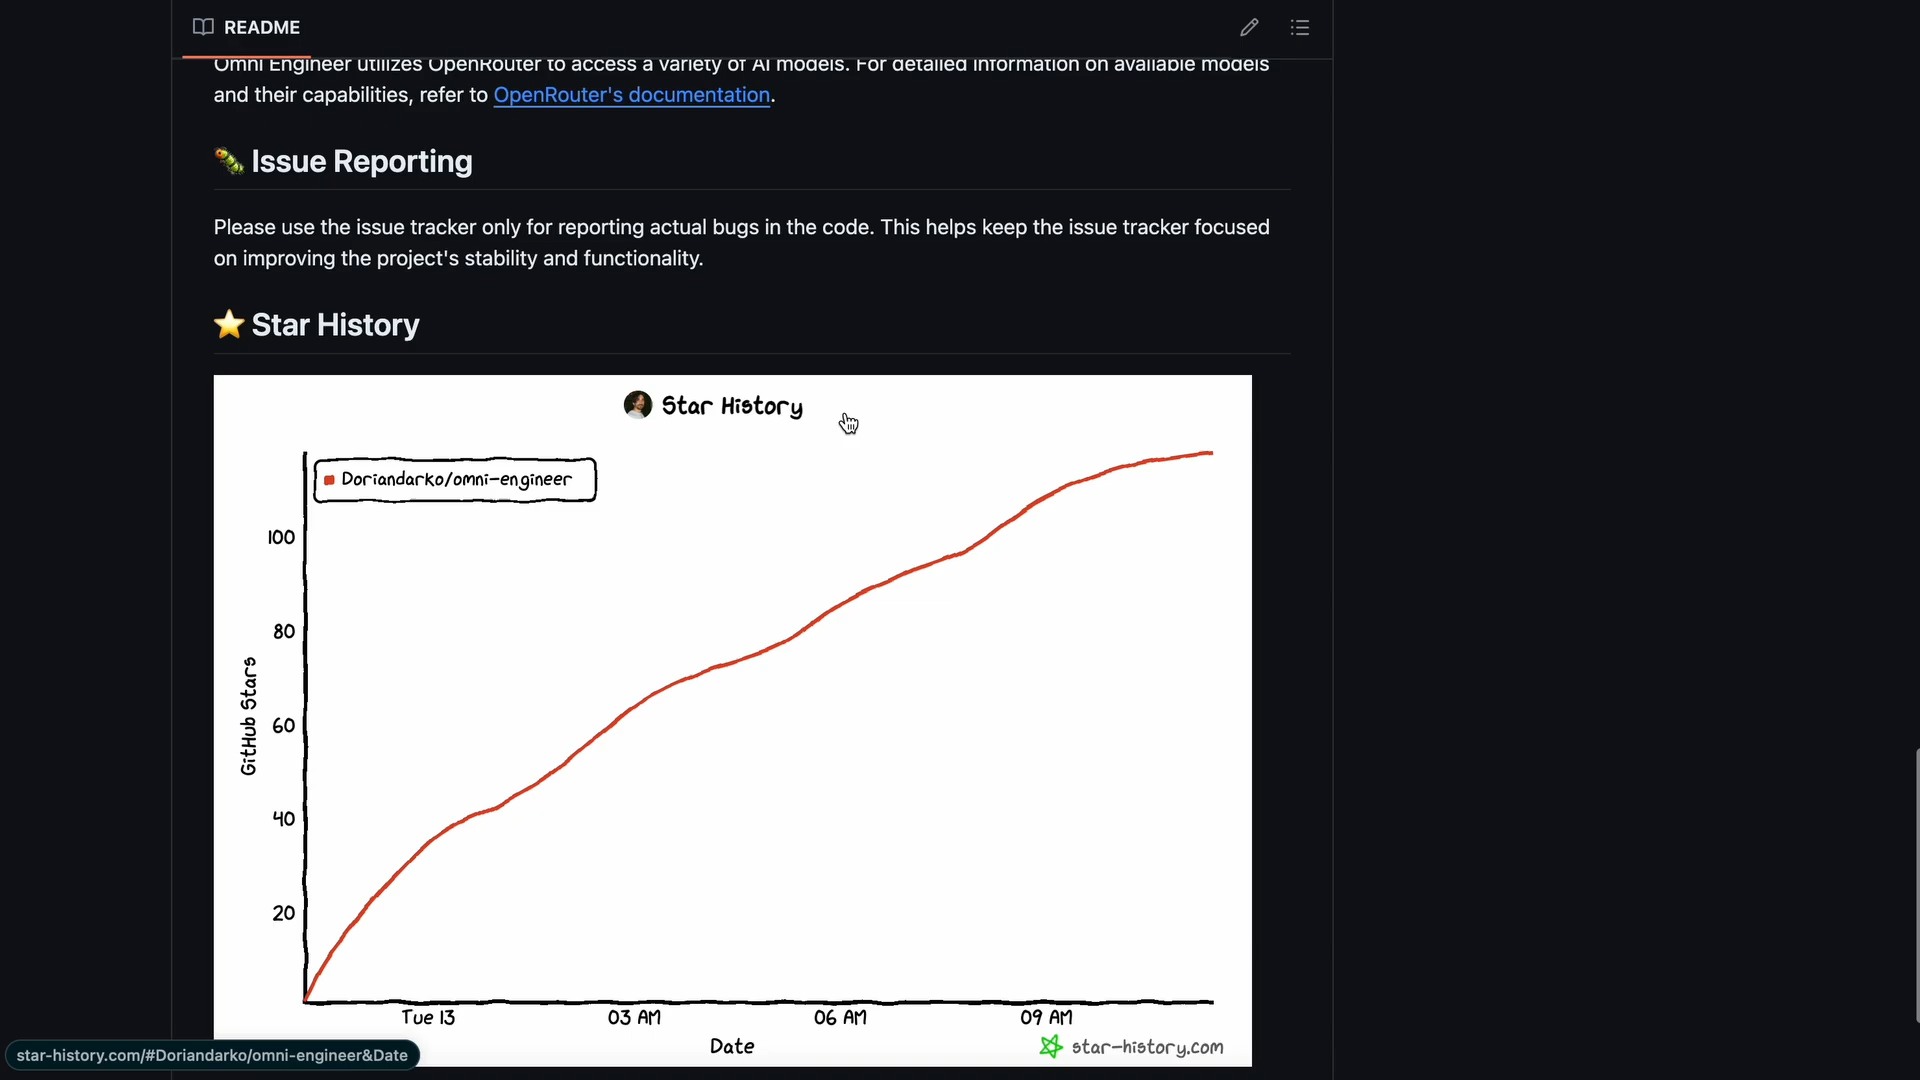 README
Omni Engineer utilizes OpenRouter to access a variety of AI models. For detailed information on available models
and their capabilities, refer to OpenRouter's documentation.
Issue Reporting
Please use the issue tracker only for reporting actual bugs in the code. This helps keep the issue tracker focused
on improving the project's stability and functionality.
Star History
Star History
Doriandarko/omni-engineer
100
80
60
40
20
GitHub Stars
Tue 13
03 AM
06 AM
09 AM
Date
star-history.com
star-history.com/#Doriandarko/omni-engineer&Date